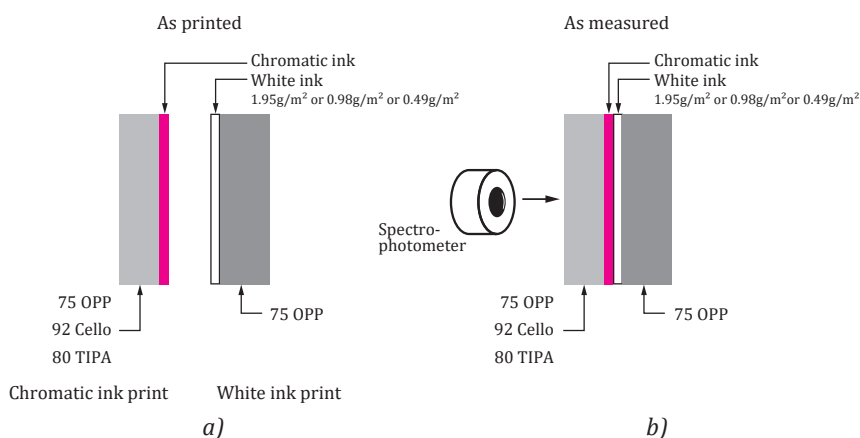 As printed
Chromatic ink
White ink
1.95g/m² or 0.98g/m² or 0.49g/m²
75 OPP
92 Cello
80 TIPA
75 OPP
Chromatic ink print
White ink print
a)
As measured
Chromatic ink
White ink
1.95g/m² or 0.98g/m²or 0.49g/m²
Spectro-
photometer
75 OPP
92 Cello
80 TIPA
75 OPP
b)